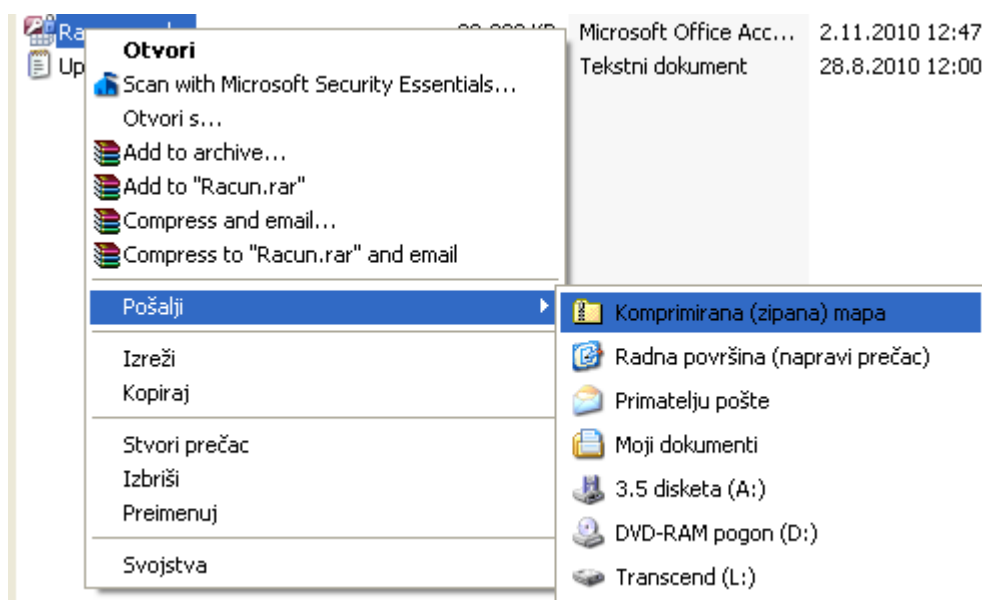 Microsoft Office Acc... 2.11.2010 12:47
Tekstni dokument 28.8.2010 12:00
Otvori
Scan with Microsoft Security Essentials...
Otvori s...
Add to archive...
Add to "Racun.rar"
Compress and email...
Compress to "Racun.rar" and email
Pošalji
Izreži
Kopiraj
Stvori prečac
Izbriši
Preimenuj
Svojstva
Komprimirana (zipana) mapa
Radna površina (napravi prečac)
Primatelju pošte
Moji dokumenti
3.5 disketa (A:)
DVD-RAM pogon (D:)
Transcend (L:)